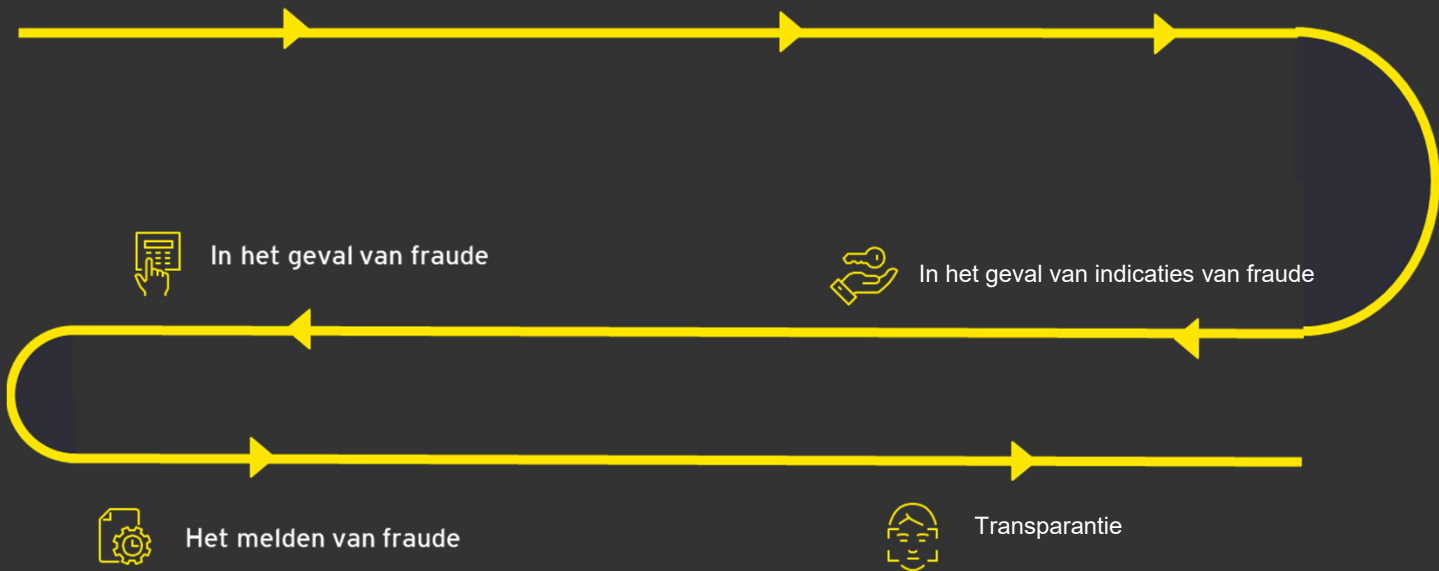 In het geval van fraude
In het geval van indicaties van fraude
Het melden van fraude
Transparantie